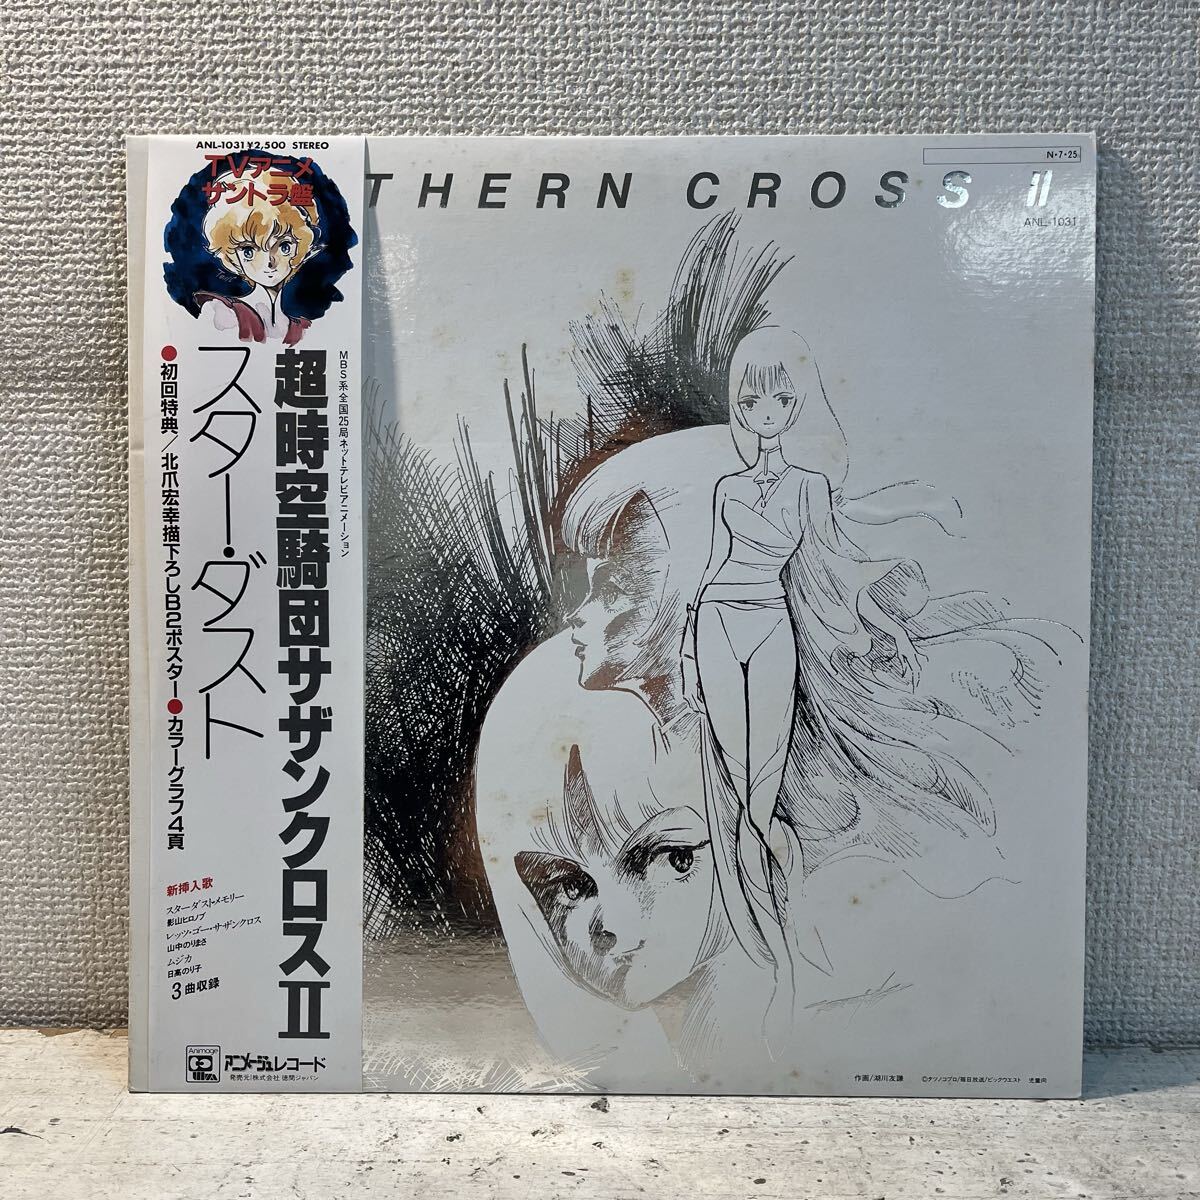 ANL-1031 ¥2,500 STEREO
TVアニメ
サントラ盤
MBS系全国25局ネットテレビアニメーション
超時空騎団サザンクロスII
スター・ダスト
●初回特典/北爪宏幸描下ろしB2ポスター●カラーグラフ4頁
新挿入歌
スターダストメモリー
影山ヒロノブ
レッツ・ゴー・サザンクロス
山中のりまさ
ムジカ
日高のり子
3曲収録
Animage
アニメージュレコード
発売元/株式会社 徳間ジャパン
THERN CROSS II
N・7・25
ANL-1031
作画/湖川友謙
©タツノコプロ/毎日放送/ビックウエスト 児童向